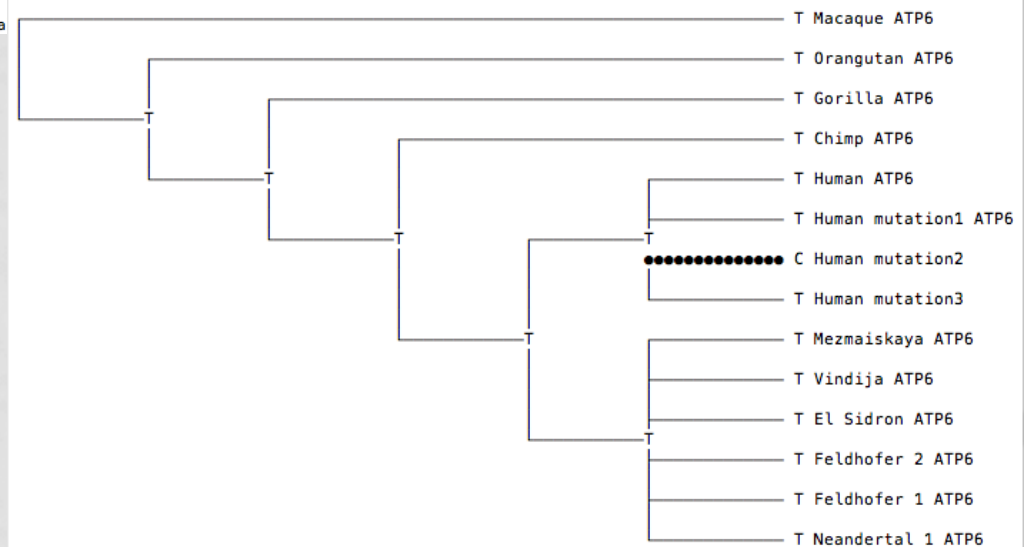 a
T Macaque ATP6
T Orangutan ATP6
T Gorilla ATP6
T
T Chimp ATP6
T
T Human ATP6
T Human mutation1 ATP6
T
T
C Human mutation2
T Human mutation3
T
T Mezmaiskaya ATP6
T Vindija ATP6
T El Sidron ATP6
T
T Feldhofer 2 ATP6
T Feldhofer 1 ATP6
T Neandertal 1 ATP6